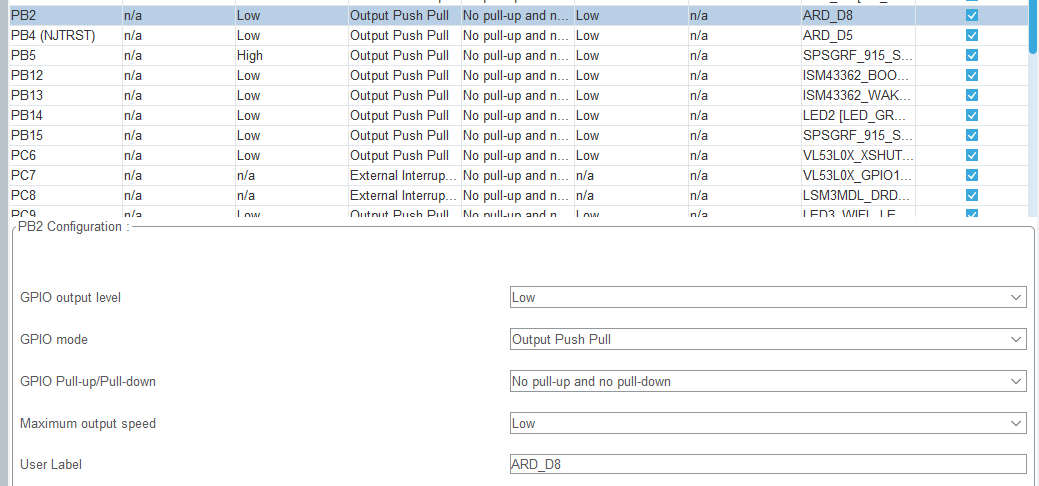 PB2 n/a Low Output Push Pull No pull-up and n... Low n/a ARD_D8
PB4 (NJTRST) n/a Low Output Push Pull No pull-up and n... Low n/a ARD_D5
PB5 n/a High Output Push Pull No pull-up and n... Low n/a SPSGRF_915_S...
PB12 n/a Low Output Push Pull No pull-up and n... Low n/a ISM43362_BOO...
PB13 n/a Low Output Push Pull No pull-up and n... Low n/a ISM43362_WAK...
PB14 n/a Low Output Push Pull No pull-up and n... Low n/a LED2 [LED_GR...
PB15 n/a Low Output Push Pull No pull-up and n... Low n/a SPSGRF_915_S...
PC6 n/a Low Output Push Pull No pull-up and n... Low n/a VL53L0X_XSHUT...
PC7 n/a n/a External Interrup... No pull-up and n... n/a n/a VL53L0X_GPIO1...
PC8 n/a n/a External Interrup... No pull-up and n... n/a n/a LSM3MDL_DRD...
PC9 n/a Low Output Push Pull No pull-up and n... Low n/a
PB2 Configuration :
GPIO output level Low
GPIO mode Output Push Pull
GPIO Pull-up/Pull-down No pull-up and no pull-down
Maximum output speed Low
User Label ARD_D8